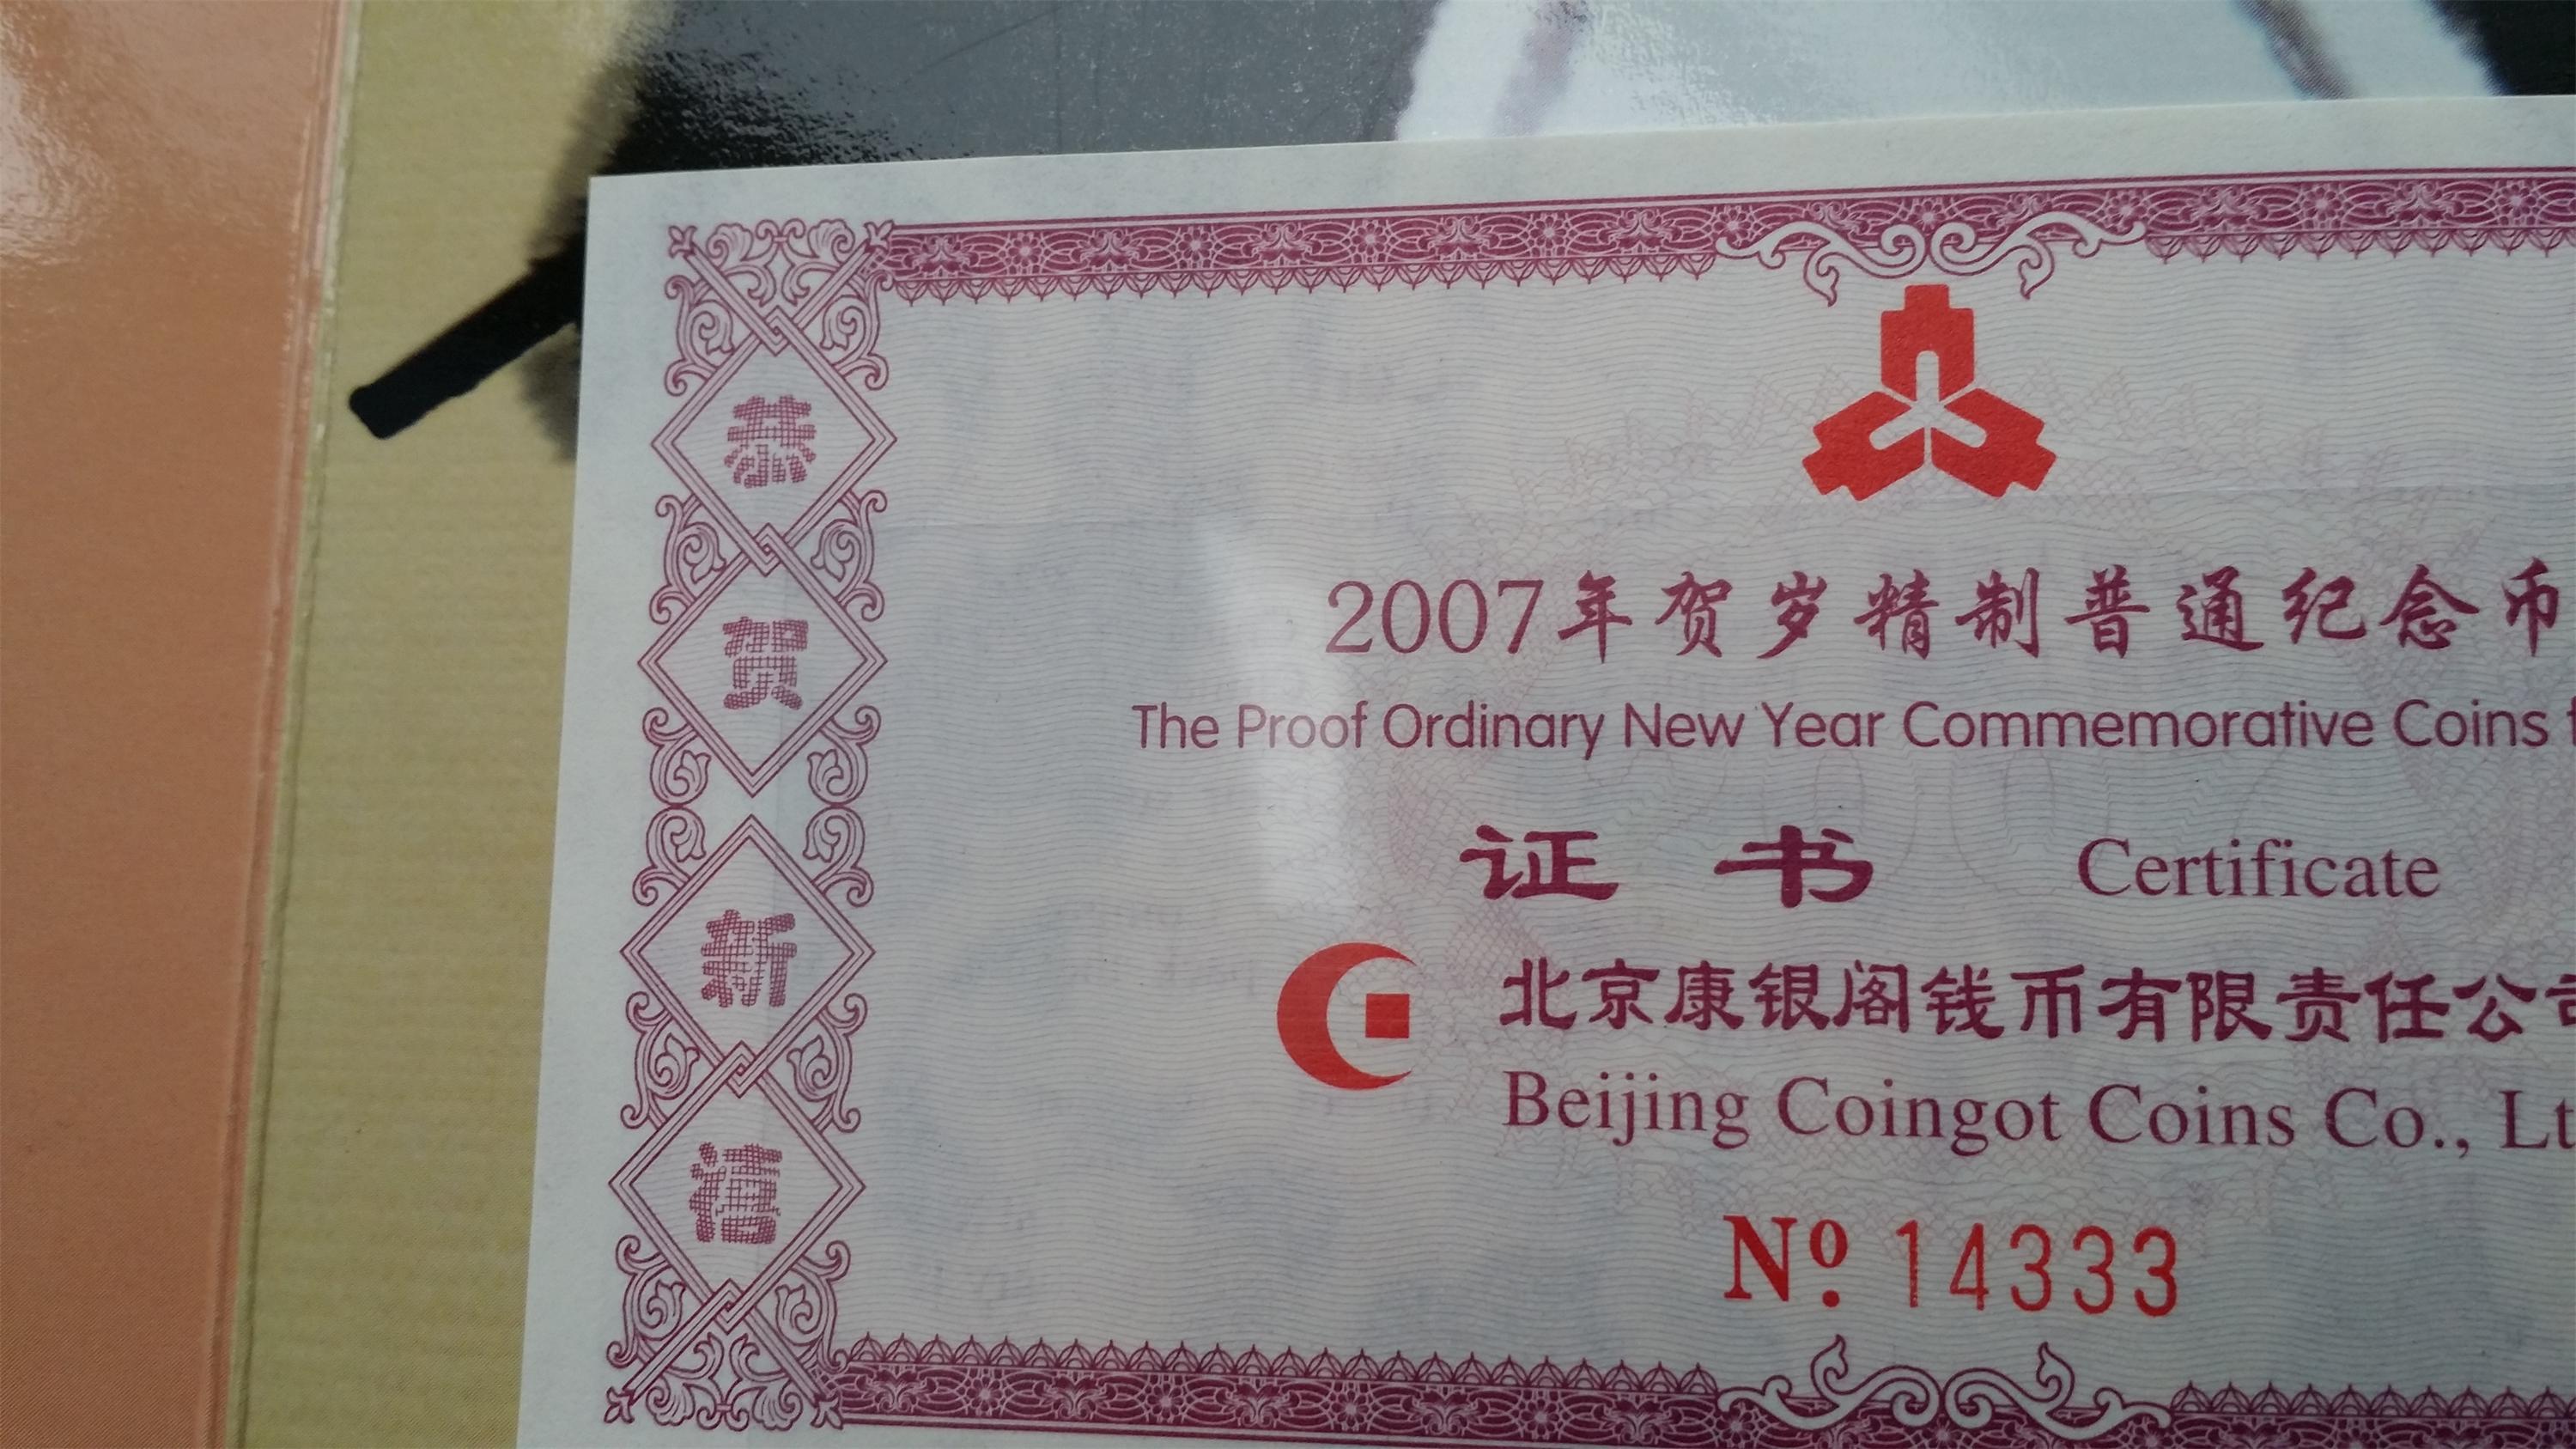 恭贺新禧
2007年贺岁精制普通纪念币
The Proof Ordinary New Year Commemorative Coins
证书 Certificate
北京康银阁钱币有限责任公司
Beijing Coingot Coins Co., Lt
Nº. 14333